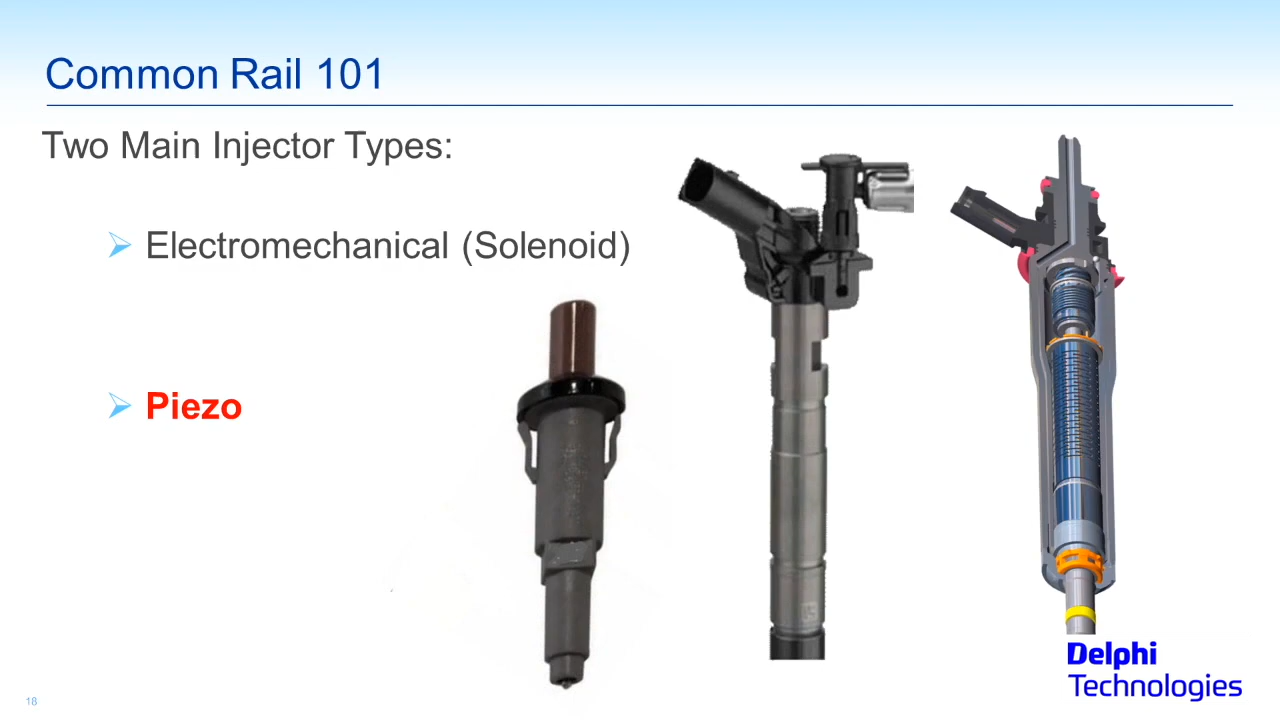 Common Rail 101
Two Main Injector Types:
Electromechanical (Solenoid)
Piezo
Delphi
Technologies
18